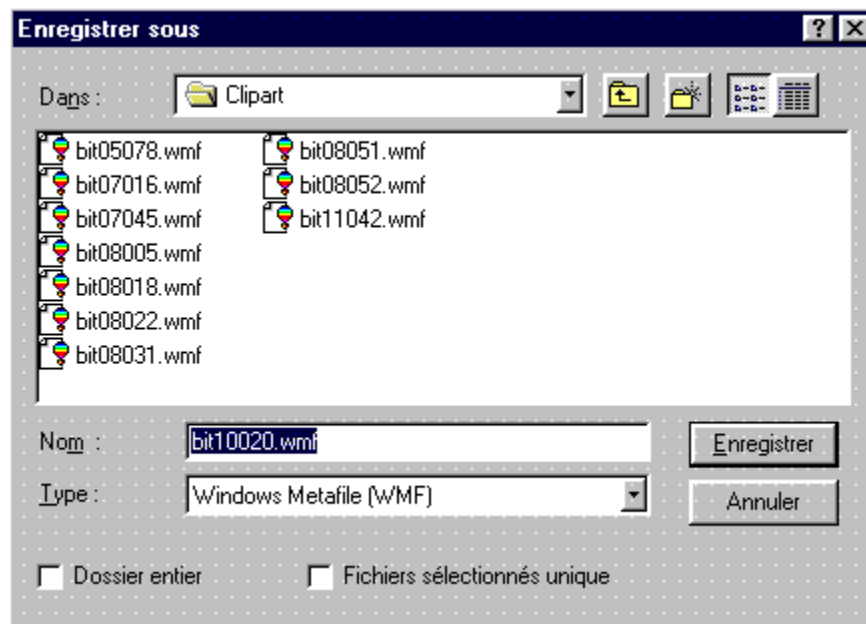 Enregistrer sous
Dans :
Clipart
bit05078.wmf
bit07016.wmf
bit07045.wmf
bit08005.wmf
bit08018.wmf
bit08022.wmf
bit08031.wmf
bit08051.wmf
bit08052.wmf
bit11042.wmf
Nom :
bit10020.wmf
Enregistrer
Type :
Windows Metafile (WMF)
Annuler
Dossier entier
Fichiers sélectionnés unique